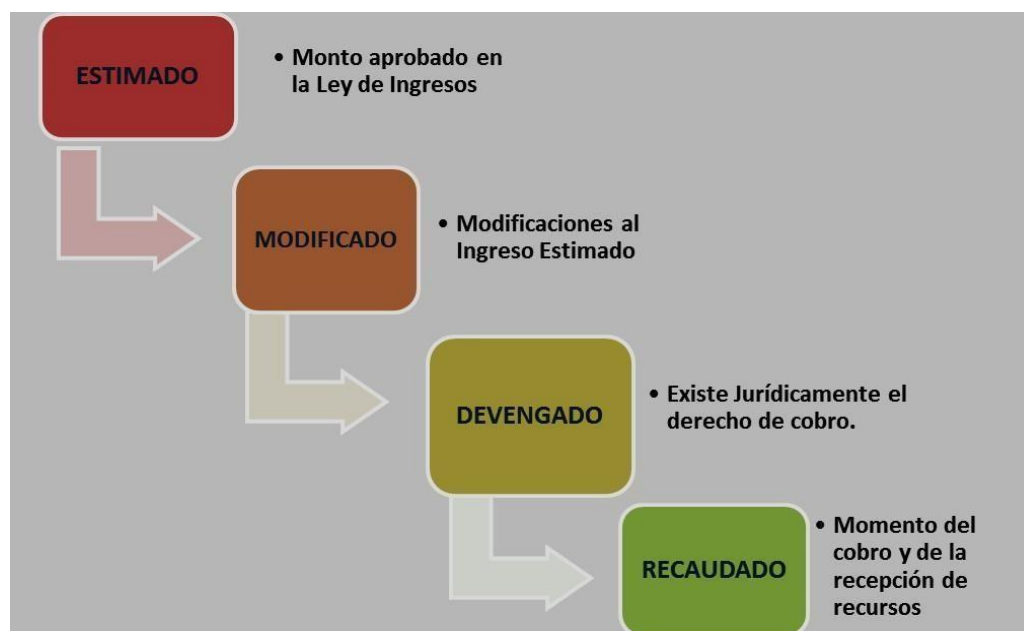 ESTIMADO
• Monto aprobado en
la Ley de Ingresos
MODIFICADO
• Modificaciones al
Ingreso Estimado
DEVENGADO
• Existe Jurídicamente el
derecho de cobro.
RECAUDADO
• Momento del
cobro y de la
recepción de
recursos